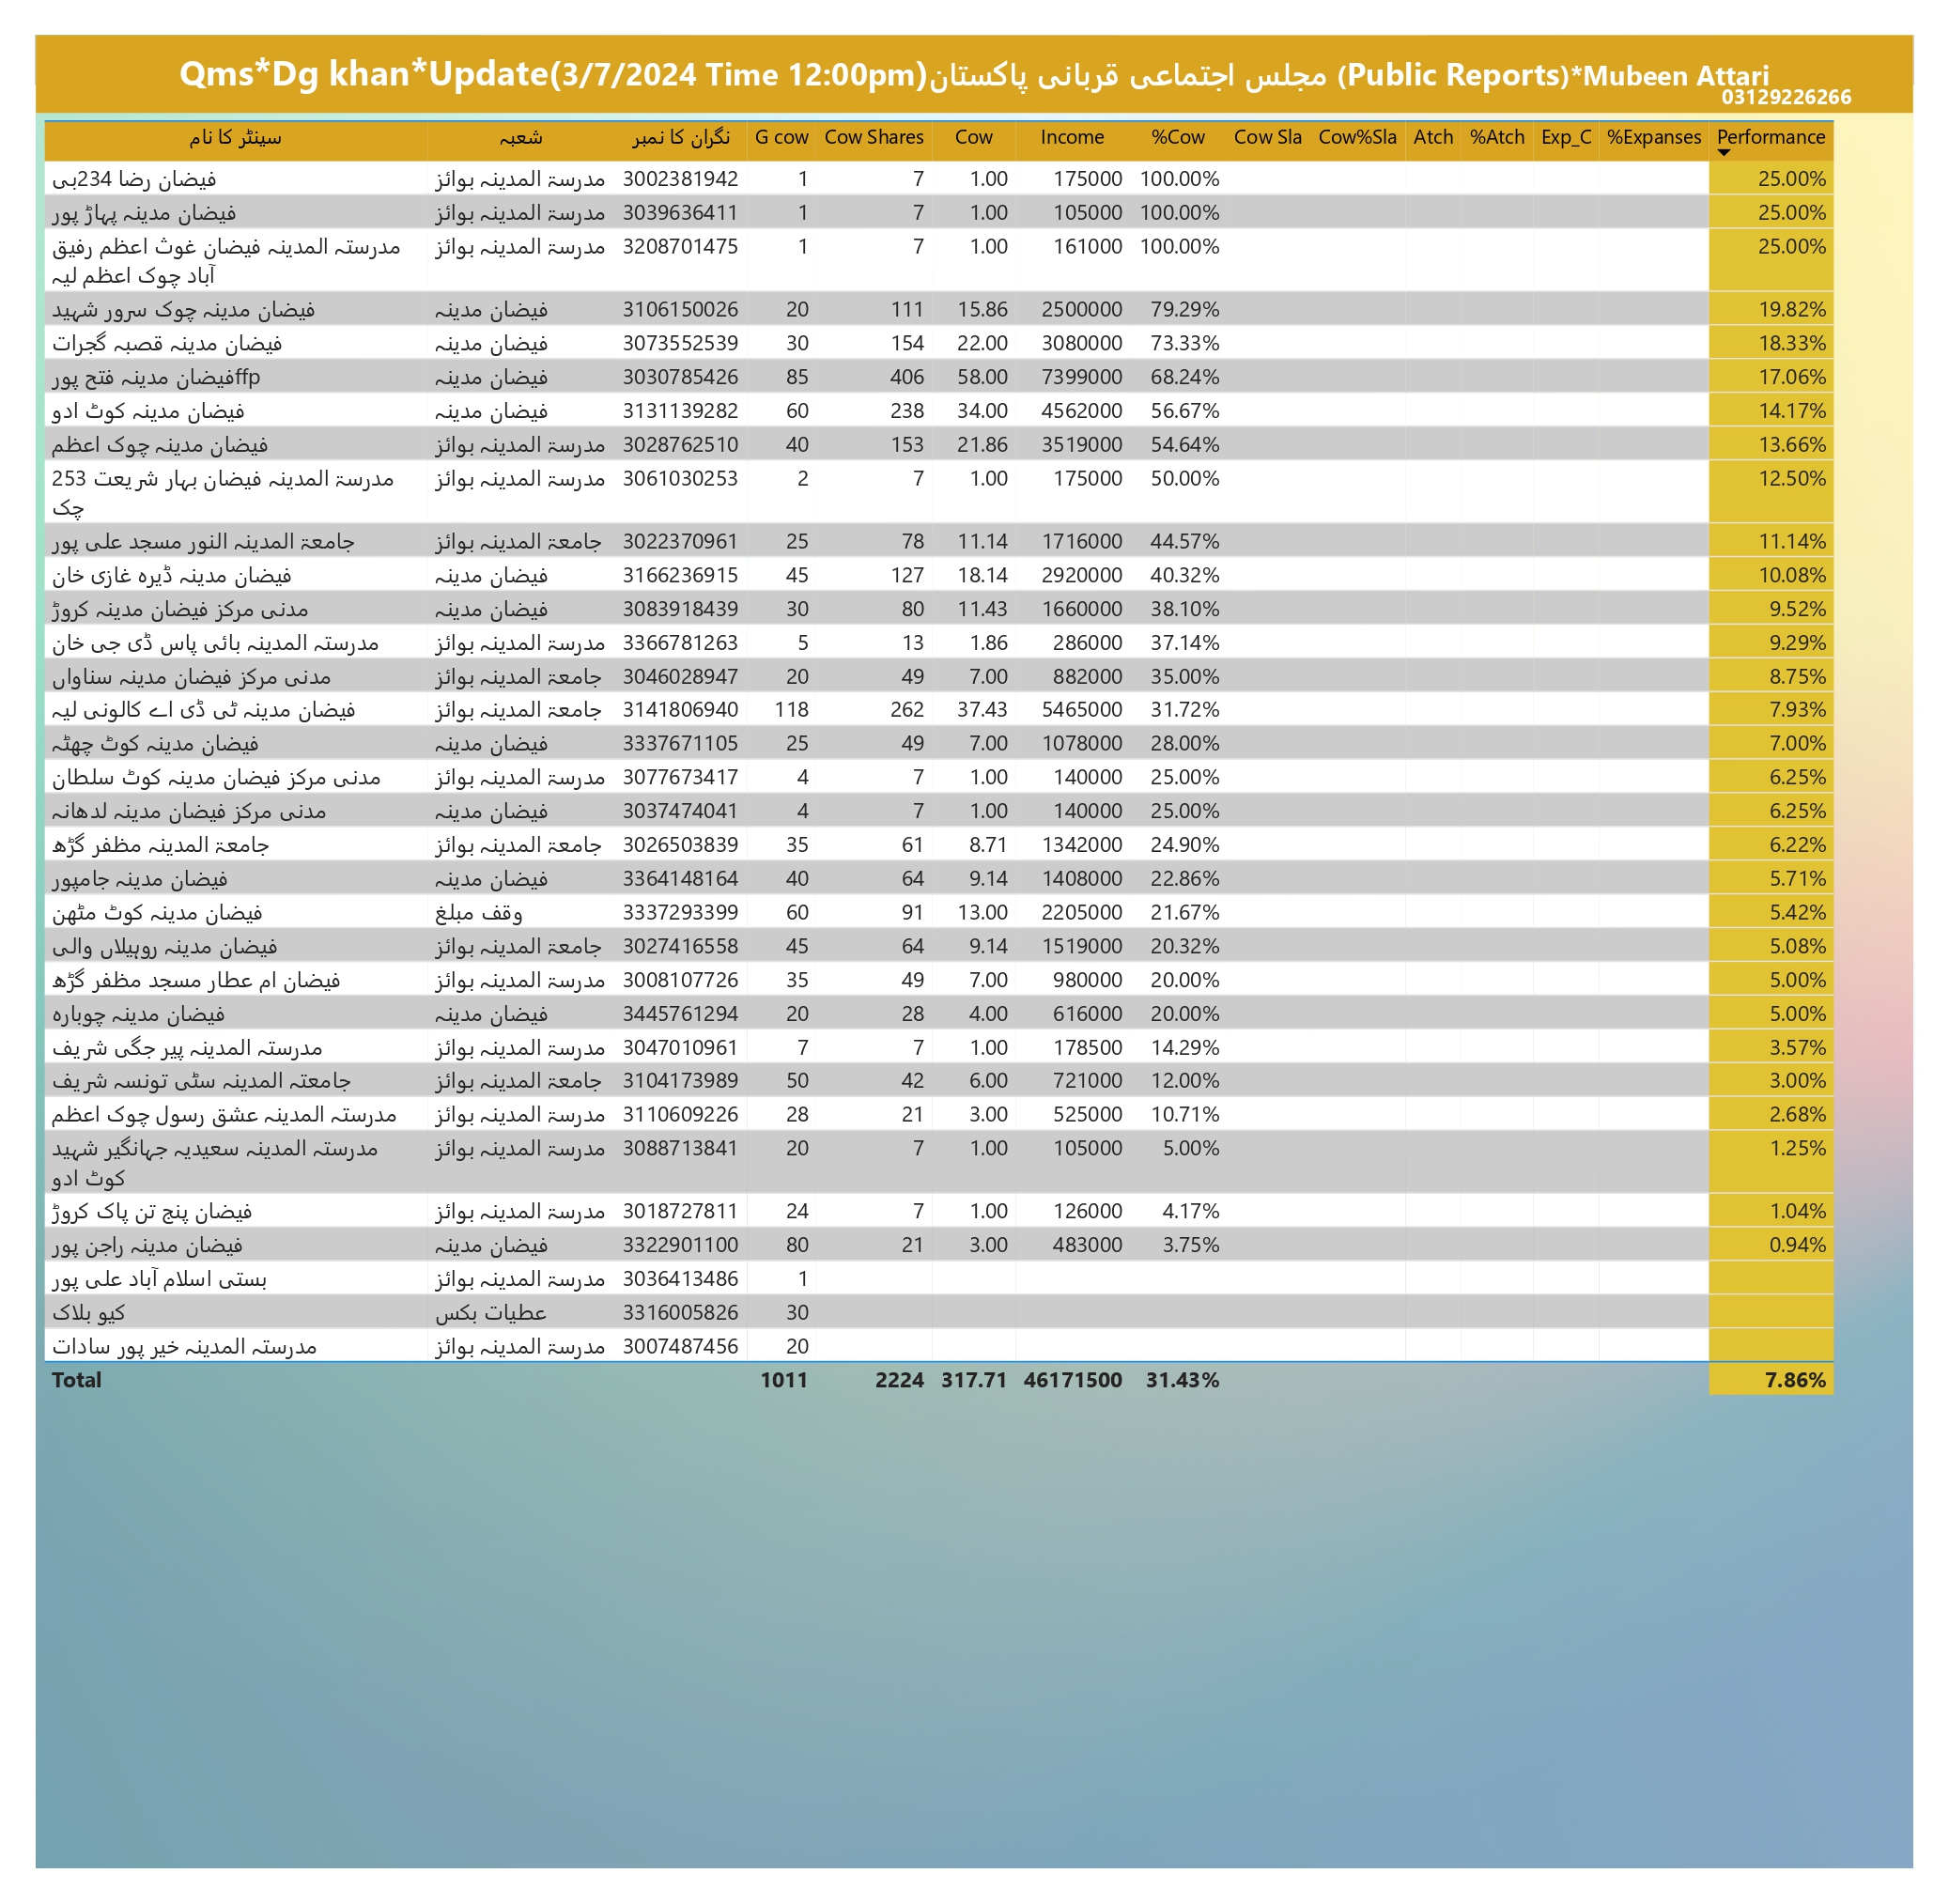 Qms*Dg khan*Update(3/7/2024 Time 12:00pm)مجلس اجتماعی قربانی پاکستان (Public Reports)*Mubeen Attari
03129226266
سینٹر کا نام شعبہ نگران کا نمبر G cow Cow Shares Cow Income %Cow Cow Sla Cow%Sla Atch %Atch Exp_C %Expanses Performance
فیضان رضا 234بی مدرسۃ المدینہ بوائز 3002381942 1 7 1.00 175000 100.00% 25.00%
فیضان مدینہ پہاڑ پور مدرسۃ المدینہ بوائز 3039636411 1 7 1.00 105000 100.00% 25.00%
مدرستہ المدینہ فیضان غوث اعظم رفیق مدرسۃ المدینہ بوائز 3208701475 1 7 1.00 161000 100.00% 25.00%
آباد چوک اعظم لیہ
فیضان مدینہ چوک سرور شہید فیضان مدینہ 3106150026 20 111 15.86 2500000 79.29% 19.82%
فیضان مدینہ قصبہ گجرات فیضان مدینہ 3073552539 30 154 22.00 3080000 73.33% 18.33%
فیضان مدینہ فتح پورffp فیضان مدینہ 3030785426 85 406 58.00 7399000 68.24% 17.06%
فیضان مدینہ کوٹ ادو فیضان مدینہ 3131139282 60 238 34.00 4562000 56.67% 14.17%
فیضان مدینہ چوک اعظم مدرسۃ المدینہ بوائز 3028762510 40 153 21.86 3519000 54.64% 13.66%
مدرسۃ المدینہ فیضان بہار شریعت 253 مدرسۃ المدینہ بوائز 3061030253 2 7 1.00 175000 50.00% 12.50%
چک
جامعۃ المدینہ النور مسجد علی پور جامعۃ المدینہ بوائز 3022370961 25 78 11.14 1716000 44.57% 11.14%
فیضان مدینہ ڈیرہ غازی خان فیضان مدینہ 3166236915 45 127 18.14 2920000 40.32% 10.08%
مدنی مرکز فیضان مدینہ کروڑ فیضان مدینہ 3083918439 30 80 11.43 1660000 38.10% 9.52%
مدرستہ المدینہ بائی پاس ڈی جی خان مدرسۃ المدینہ بوائز 3366781263 5 13 1.86 286000 37.14% 9.29%
مدنی مرکز فیضان مدینہ سناواں جامعۃ المدینہ بوائز 3046028947 20 49 7.00 882000 35.00% 8.75%
فیضان مدینہ ٹی ڈی اے کالونی لیہ جامعۃ المدینہ بوائز 3141806940 118 262 37.43 5465000 31.72% 7.93%
فیضان مدینہ کوٹ چھٹہ فیضان مدینہ 3337671105 25 49 7.00 1078000 28.00% 7.00%
مدنی مرکز فیضان مدینہ کوٹ سلطان مدرسۃ المدینہ بوائز 3077673417 4 7 1.00 140000 25.00% 6.25%
مدنی مرکز فیضان مدینہ لدھانہ فیضان مدینہ 3037474041 4 7 1.00 140000 25.00% 6.25%
جامعۃ المدینہ مظفر گڑھ جامعۃ المدینہ بوائز 3026503839 35 61 8.71 1342000 24.90% 6.22%
فیضان مدینہ جامپور فیضان مدینہ 3364148164 40 64 9.14 1408000 22.86% 5.71%
فیضان مدینہ کوٹ مٹھن وقف مبلغ 3337293399 60 91 13.00 2205000 21.67% 5.42%
فیضان مدینہ روہیلاں والی جامعۃ المدینہ بوائز 3027416558 45 64 9.14 1519000 20.32% 5.08%
فیضان ام عطار مسجد مظفر گڑھ مدرسۃ المدینہ بوائز 3008107726 35 49 7.00 980000 20.00% 5.00%
فیضان مدینہ چوبارہ فیضان مدینہ 3445761294 20 28 4.00 616000 20.00% 5.00%
مدرستہ المدینہ پیر جگی شریف مدرسۃ المدینہ بوائز 3047010961 7 7 1.00 178500 14.29% 3.57%
جامعتہ المدینہ سٹی تونسہ شریف جامعۃ المدینہ بوائز 3104173989 50 42 6.00 721000 12.00% 3.00%
مدرستہ المدینہ عشق رسول چوک اعظم مدرسۃ المدینہ بوائز 3110609226 28 21 3.00 525000 10.71% 2.68%
مدرستہ المدینہ سعیدیہ جہانگیر شہید مدرسۃ المدینہ بوائز 3088713841 20 7 1.00 105000 5.00% 1.25%
کوٹ ادو
فیضان پنج تن پاک کروڑ مدرسۃ المدینہ بوائز 3018727811 24 7 1.00 126000 4.17% 1.04%
فیضان مدینہ راجن پور فیضان مدینہ 3322901100 80 21 3.00 483000 3.75% 0.94%
بستی اسلام آباد علی پور مدرسۃ المدینہ بوائز 3036413486 1
کیو بلاک عطیات بکس 3316005826 30
مدرستہ المدینہ خیر پور سادات مدرسۃ المدینہ بوائز 3007487456 20
Total 1011 2224 317.71 46171500 31.43% 7.86%